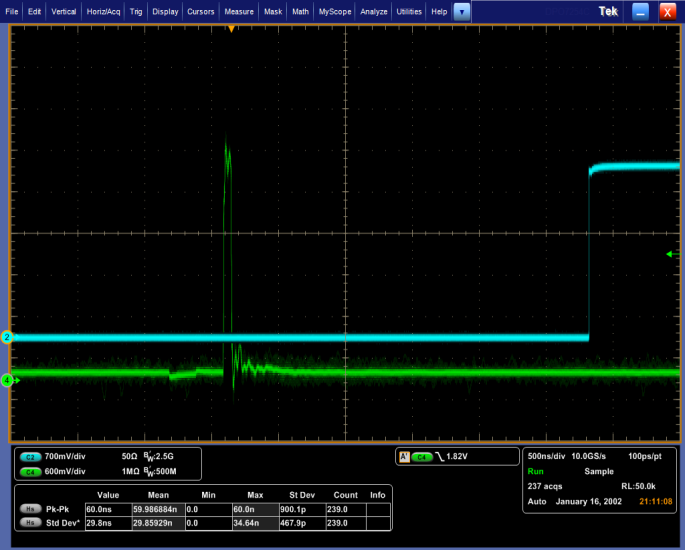 File Edit Vertical Horiz/Acq Trig Display Cursors Measure Mask Math MyScope Analyze Utilities Help Tek X
2
4
C2 700mV/div 50Ω BW:2.5G
C4 600mV/div 1MΩ BW:500M
A' C4 1.82V
500ns/div 10.0GS/s 100ps/pt
Run Sample
237 acqs RL:50.0k
Auto January 16, 2002 21:11:08
Value Mean Min Max St Dev Count Info
Hs Pk-Pk 60.0ns 59.986884n 0.0 60.0n 900.1p 239.0
Hs Std Dev* 29.8ns 29.85929n 0.0 34.64n 467.9p 239.0